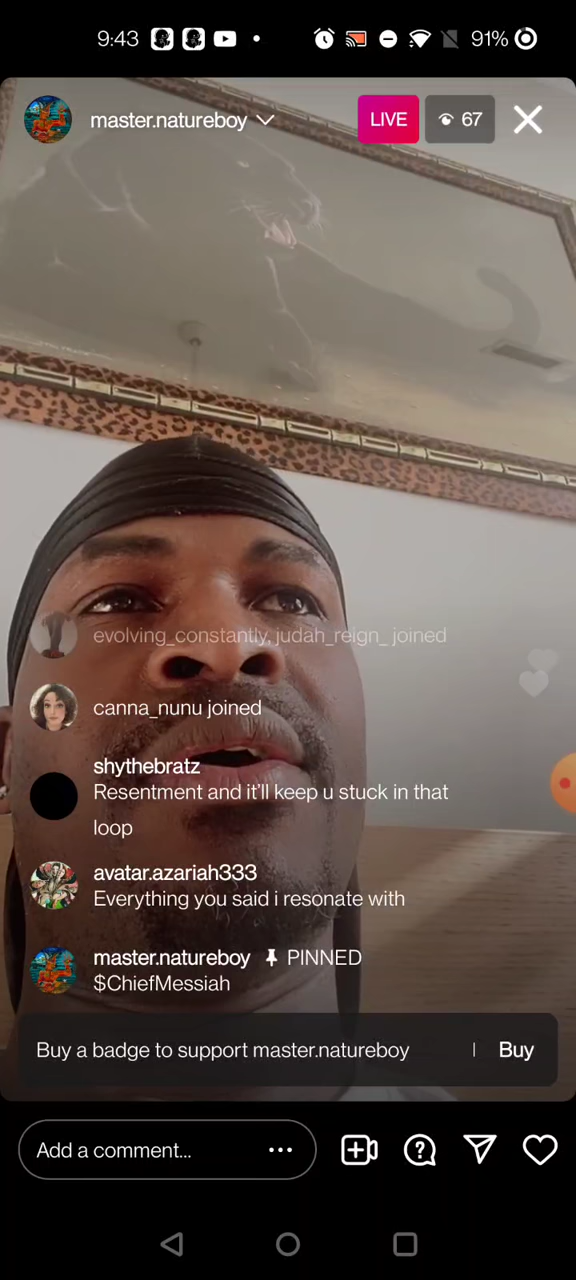 9:43
91%
master.natureboy
LIVE
67
evolving_constantly, judah_reign_ joined
canna_nunu joined
shythebratz
Resentment and it'll keep u stuck in that
loop
avatar.azariah333
Everything you said i resonate with
master.natureboy PINNED
$ChiefMessiah
Buy a badge to support master.natureboy | Buy
Add a comment...